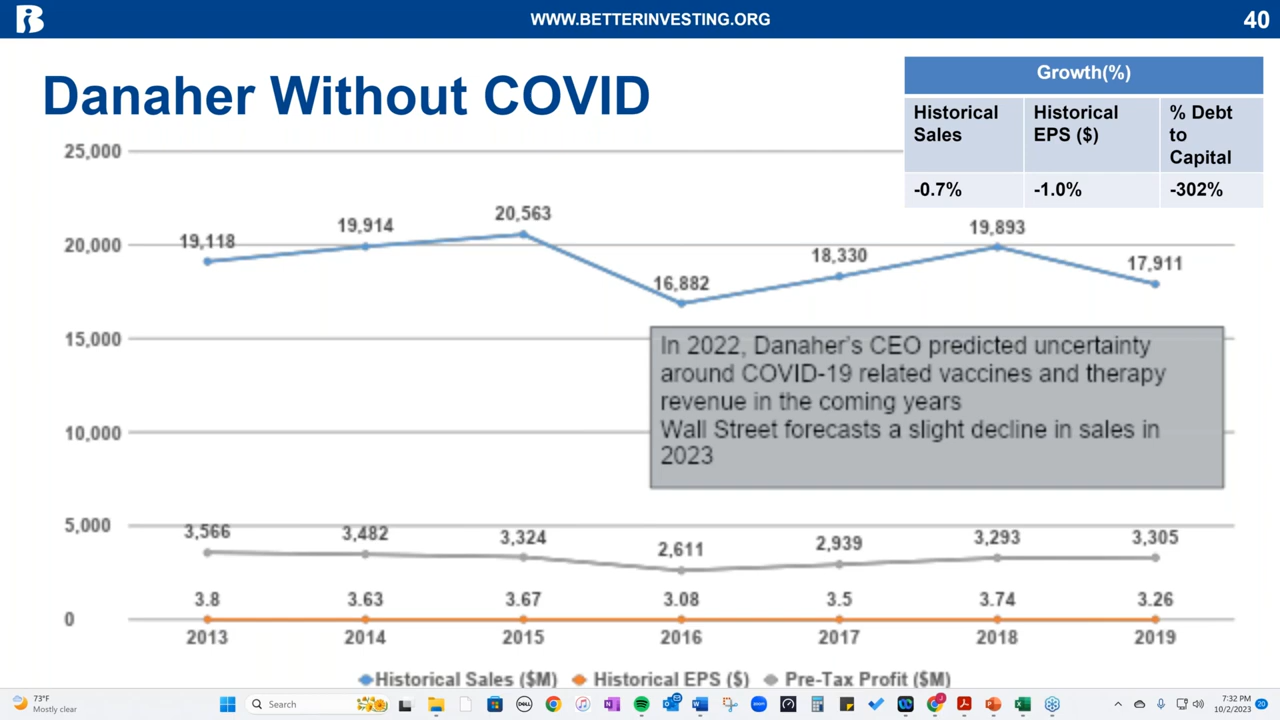 WWW.BETTERINVESTING.ORG
40
Danaher Without COVID
Growth(%)
Historical Sales
Historical EPS ($)
% Debt to Capital
-0.7%
-1.0%
-302%
25,000
20,000
15,000
10,000
5,000
0
19,118
19,914
20,563
16,882
18,330
19,893
17,911
In 2022, Danaher's CEO predicted uncertainty
around COVID-19 related vaccines and therapy
revenue in the coming years
Wall Street forecasts a slight decline in sales in
2023
3,566
3,482
3,324
2,611
2,939
3,293
3,305
3.8
3.63
3.67
3.08
3.5
3.74
3.26
2013
2014
2015
2016
2017
2018
2019
Historical Sales ($M)
Historical EPS ($)
Pre-Tax Profit ($M)
73°F
Mostly clear
Search
DELL
7:32 PM
10/2/2023
20